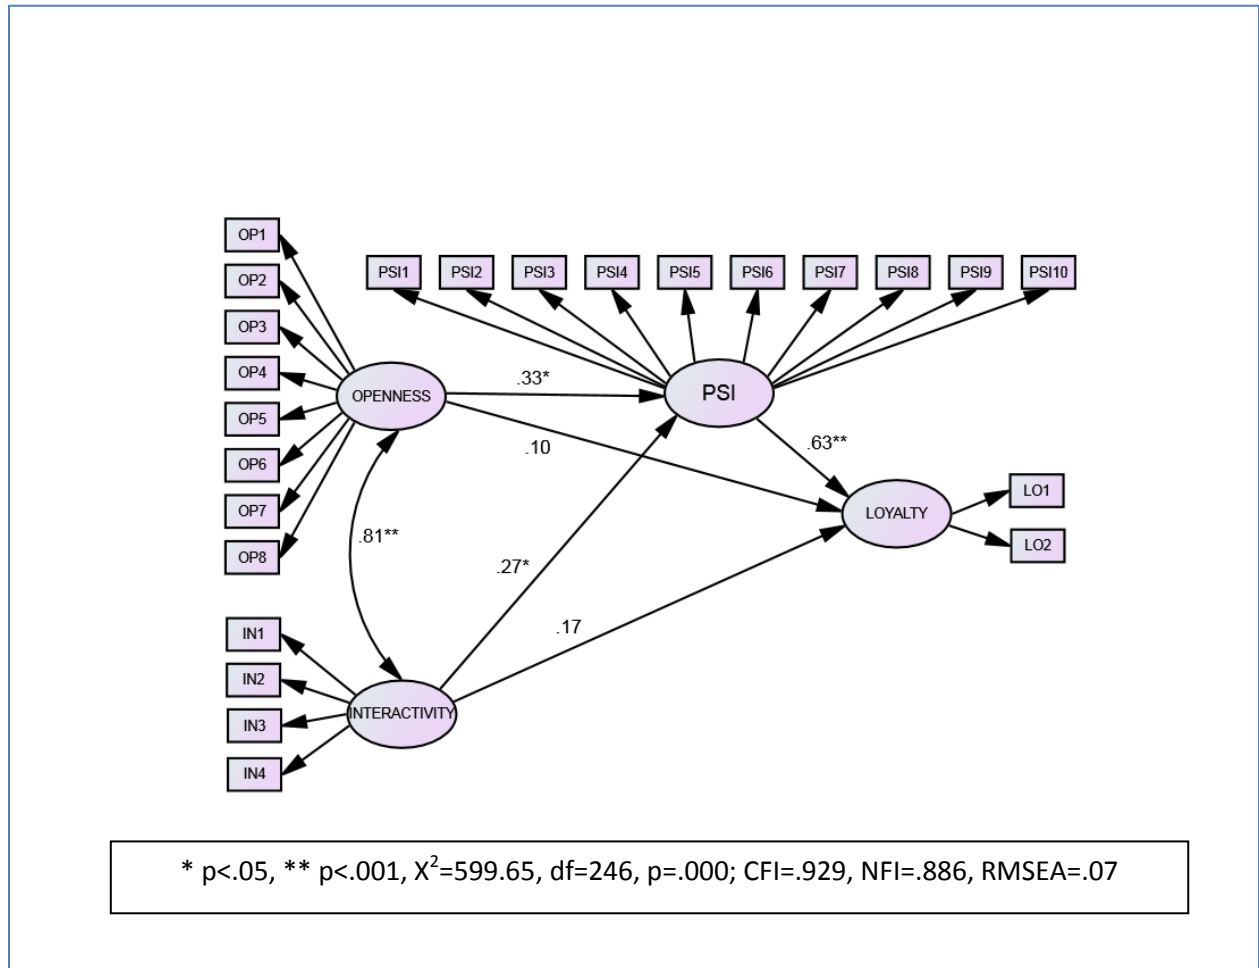 OP1
OP2
OP3
OP4
OP5
OP6
OP7
OP8
PSI1 PSI2 PSI3 PSI4 PSI5 PSI6 PSI7 PSI8 PSI9 PSI10
OPENNESS
.33*
PSI
.10
.63**
LOYALTY
LO1
LO2
.81**
.27*
.17
IN1
IN2
IN3
IN4
INTERACTIVITY
* p<.05, ** p<.001, X²=599.65, df=246, p=.000; CFI=.929, NFI=.886, RMSEA=.07